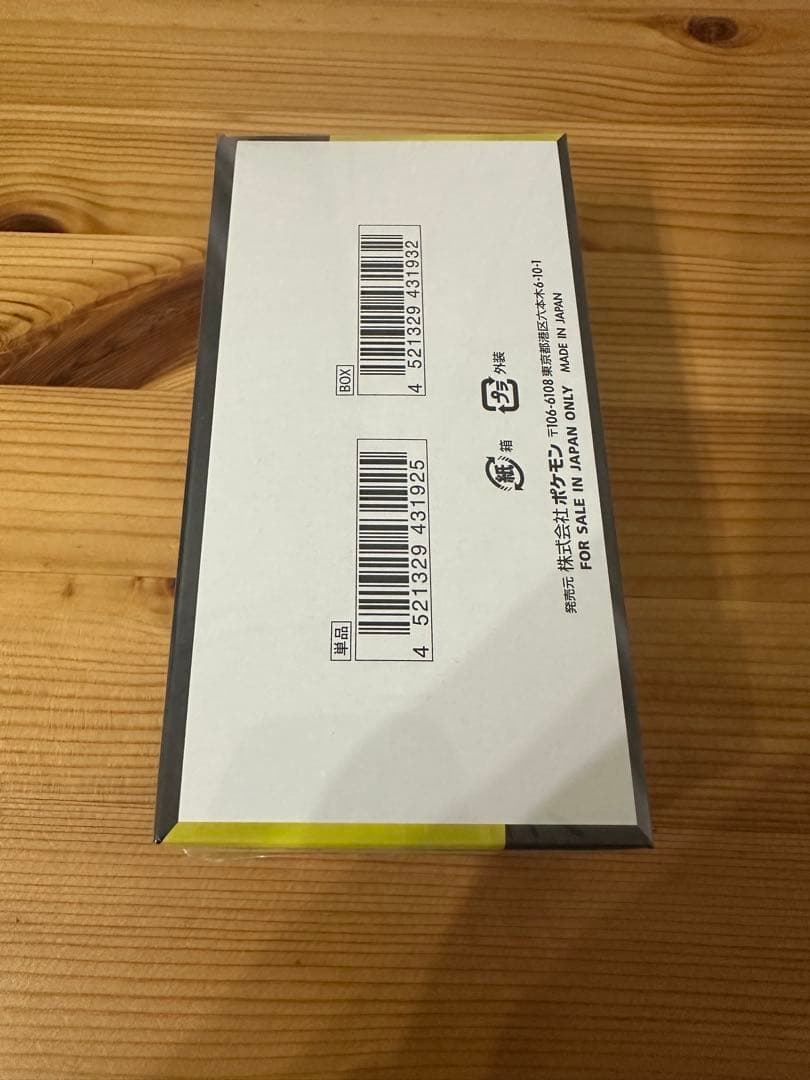 単品
4 521329 431925
BOX
4 521329 431932
紙 箱
プラ 外装
発売元 株式会社ポケモン 〒106-6108 東京都港区六本木6-10-1
FOR SALE IN JAPAN ONLY MADE IN JAPAN